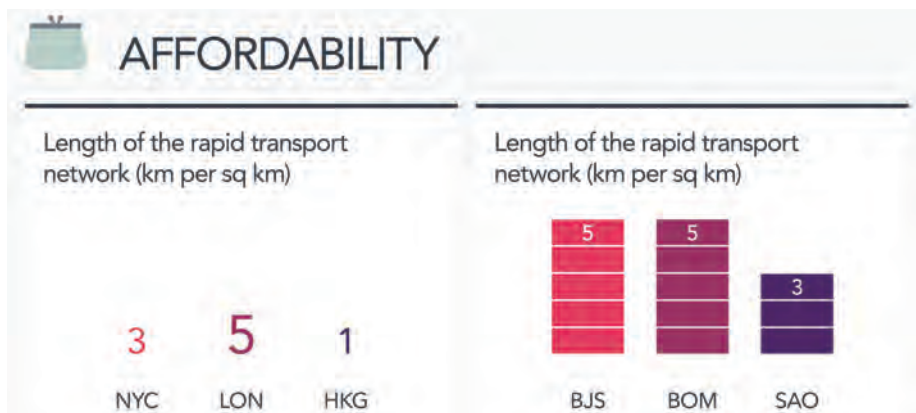 AFFORDABILITY
Length of the rapid transport
network (km per sq km)
3 5 1
NYC LON HKG
Length of the rapid transport
network (km per sq km)
5 5
3
BJS BOM SAO